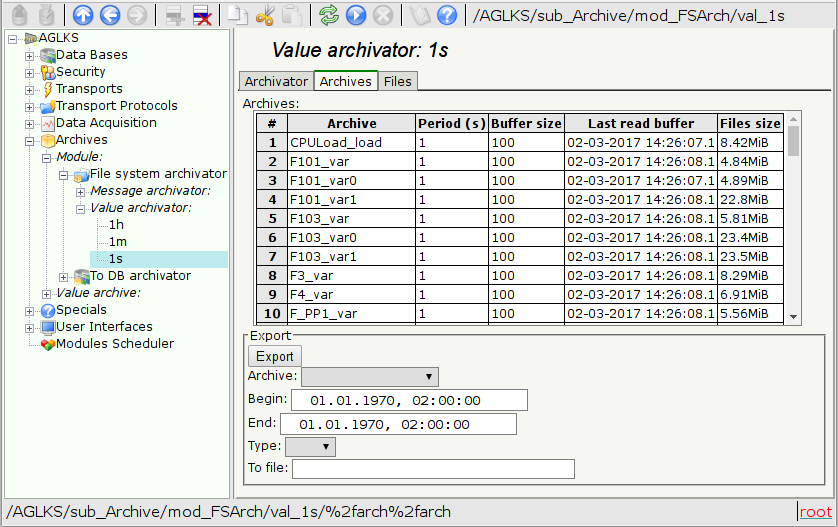 /AGLKS/sub_Archive/mod_FSArch/val_1s
AGLKS
Data Bases
Security
Transports
Transport Protocols
Data Acquisition
Archives
Module:
File system archivator
Message archivator:
Value archivator:
1h
1m
1s
To DB archivator
Value archive:
Specials
User Interfaces
Modules Scheduler
Value archivator: 1s
Archivator Archives Files
Archives:
# Archive Period (s) Buffer size Last read buffer Files size
1 CPULoad_load 1 100 02-03-2017 14:26:07.1 8.42MiB
2 F101_var 1 100 02-03-2017 14:26:08.1 4.84MiB
3 F101_var0 1 100 02-03-2017 14:26:07.1 4.89MiB
4 F101_var1 1 100 02-03-2017 14:26:08.1 22.8MiB
5 F103_var 1 100 02-03-2017 14:26:08.1 5.81MiB
6 F103_var0 1 100 02-03-2017 14:26:08.1 23.4MiB
7 F103_var1 1 100 02-03-2017 14:26:08.1 23.5MiB
8 F3_var 1 100 02-03-2017 14:26:08.1 8.29MiB
9 F4_var 1 100 02-03-2017 14:26:08.1 6.91MiB
10 F_PP1_var 1 100 02-03-2017 14:26:08.1 5.56MiB
Export
Export
Archive:
Begin: 01.01.1970, 02:00:00
End: 01.01.1970, 02:00:00
Type:
To file:
/AGLKS/sub_Archive/mod_FSArch/val_1s/%2farch%2farch
root